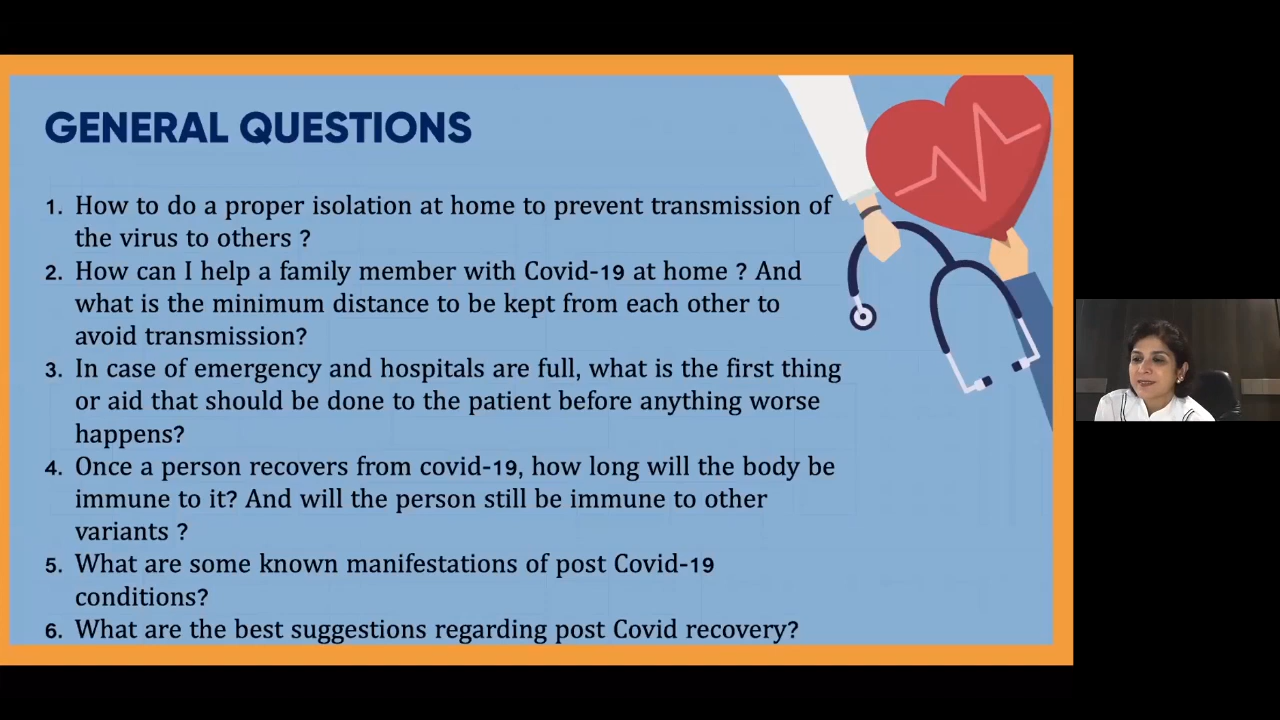 GENERAL QUESTIONS
1. How to do a proper isolation at home to prevent transmission of
the virus to others ?
2. How can I help a family member with Covid-19 at home ? And
what is the minimum distance to be kept from each other to
avoid transmission?
3. In case of emergency and hospitals are full, what is the first thing
or aid that should be done to the patient before anything worse
happens?
4. Once a person recovers from covid-19, how long will the body be
immune to it? And will the person still be immune to other
variants ?
5. What are some known manifestations of post Covid-19
conditions?
6. What are the best suggestions regarding post Covid recovery?